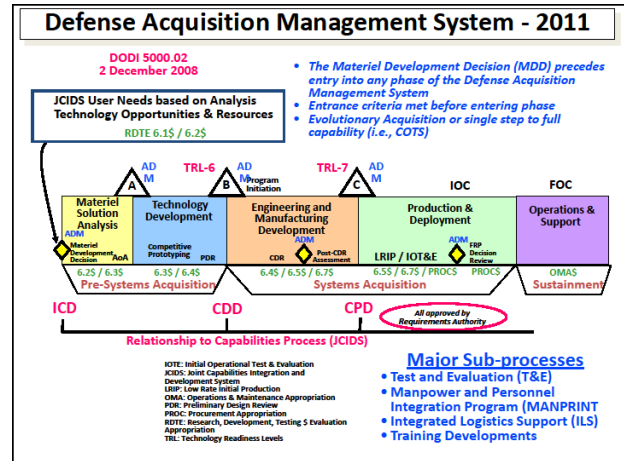 Defense Acquisition Management System - 2011
DODI 5000.02
2 December 2008
• The Materiel Development Decision (MDD) precedes
entry into any phase of the Defense Acquisition
Management System
• Entrance criteria met before entering phase
• Evolutionary Acquisition or single step to full
capability (i.e., COTS)
JCIDS User Needs based on Analysis
Technology Opportunities & Resources
RDTE 6.1$ / 6.2$
A
AD
M
TRL-6
B
AD
M
Program
Initiation
TRL-7
C
AD
M
IOC
FOC
Materiel
Solution
Analysis
Technology
Development
Engineering and
Manufacturing
Development
Production &
Deployment
Operations &
Support
ADM
Materiel
Development
Decision
AoA
Competitive
Prototyping
PDR
CDR
ADM
Post-CDR
Assessment
LRIP / IOT&E
ADM
FRP
Decision
Review
6.2$ / 6.3$
6.3$ / 6.4$
6.4$ / 6.5$ / 6.7$
6.5$ / 6.7$ / PROC$
PROC$
OMA$
Pre-Systems Acquisition
Systems Acquisition
Sustainment
ICD
CDD
CPD
All approved by
Requirements Authority
Relationship to Capabilities Process (JCIDS)
IOTE: Initial Operational Test & Evaluation
JCIDS: Joint Capabilities Integration and
Development System
LRIP: Low Rate Initial Production
OMA: Operations & Maintenance Appropriation
PDR: Preliminary Design Review
PROC: Procurement Appropriation
RDTE: Research, Development, Testing $ Evaluation
Appropriation
TRL: Technology Readiness Levels
Major Sub-processes
• Test and Evaluation (T&E)
• Manpower and Personnel
Integration Program (MANPRINT
• Integrated Logistics Support (ILS)
• Training Developments